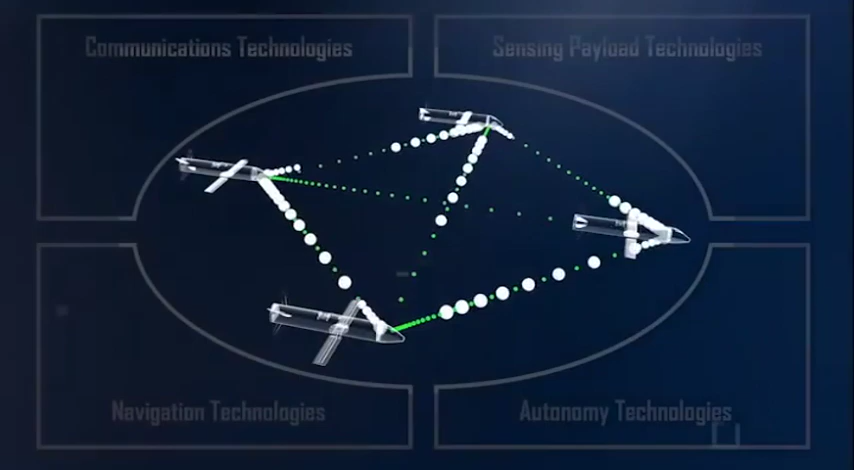 Communications Technologies
Sensing Payload Technologies
Navigation Technologies
Autonomy Technologies